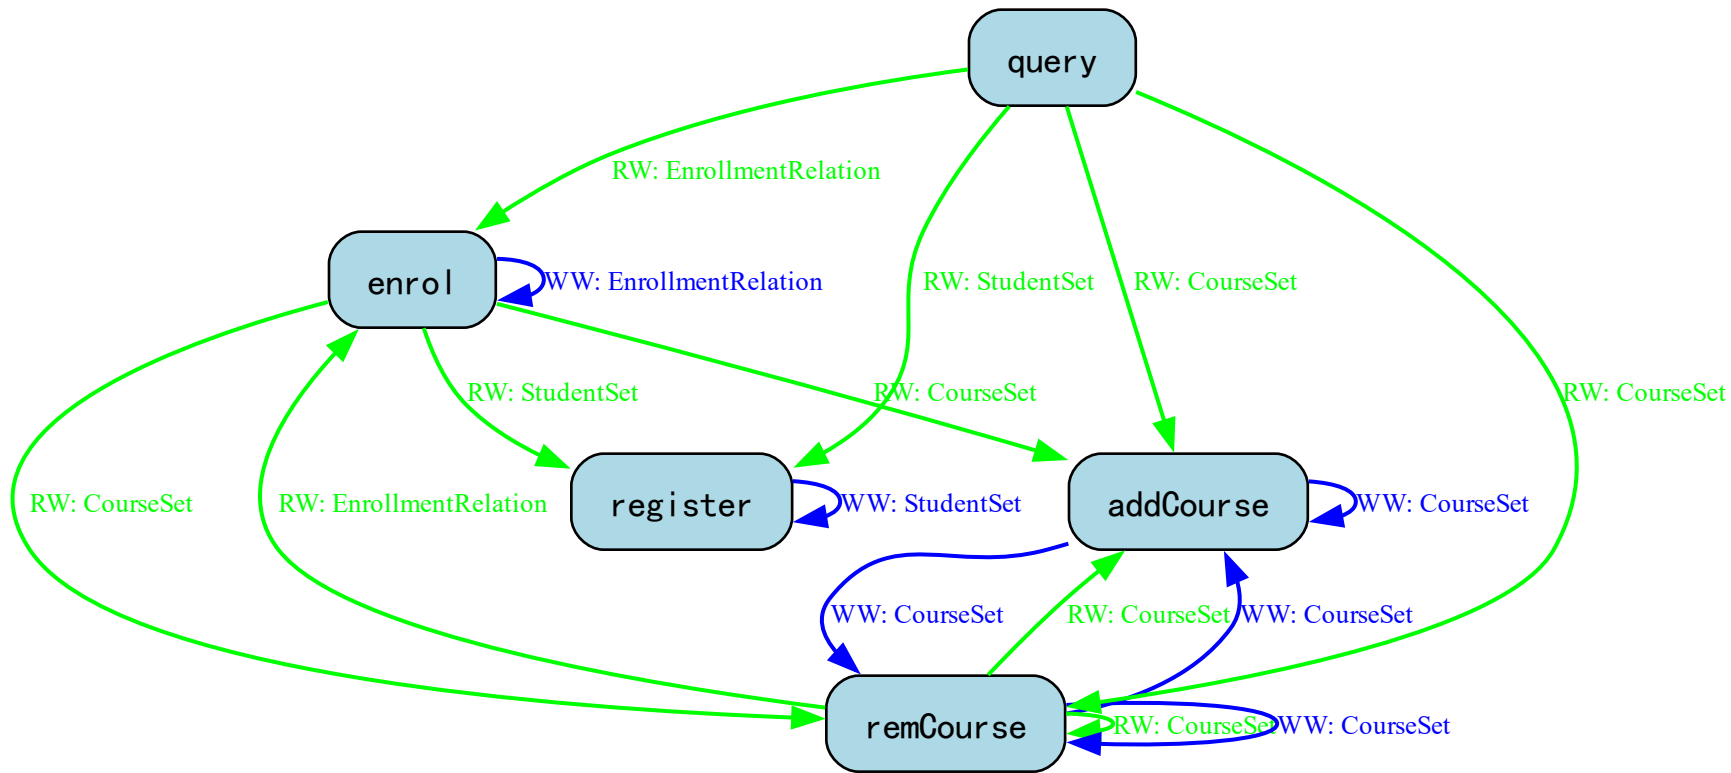 query
RW: EnrollmentRelation
enrol
WW: EnrollmentRelation
RW: StudentSet
RW: CourseSet
RW: StudentSet
RW: CourseSet
RW: CourseSet
RW: CourseSet
RW: EnrollmentRelation
register
WW: StudentSet
addCourse
WW: CourseSet
WW: CourseSet
RW: CourseSet
WW: CourseSet
remCourse
RW: CourseSet
WW: CourseSet